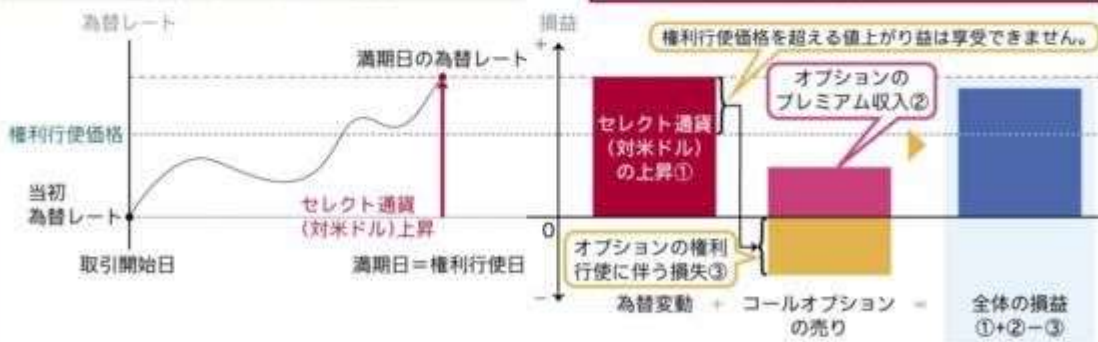 為替レート
満期日の為替レート
権利行使価格
当初
為替レート
セレクト通貨
(対米ドル)上昇
取引開始日
満期日=権利行使日
損益
+
権利行使価格を超える値上がり益は享受できません。
オプションの
プレミアム収入②
セレクト通貨
(対米ドル)
の上昇①
0
オプションの権利
行使に伴う損失③
−
為替変動 + コールオプション
の売り
=
全体の損益
①+②−③